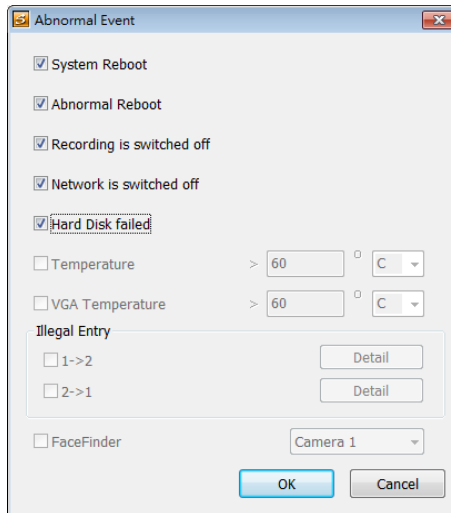 Abnormal Event
System Reboot
Abnormal Reboot
Recording is switched off
Network is switched off
Hard Disk failed
Temperature > 60 o C
VGA Temperature > 60 o C
Illegal Entry
1->2 Detail
2->1 Detail
FaceFinder Camera 1
OK Cancel